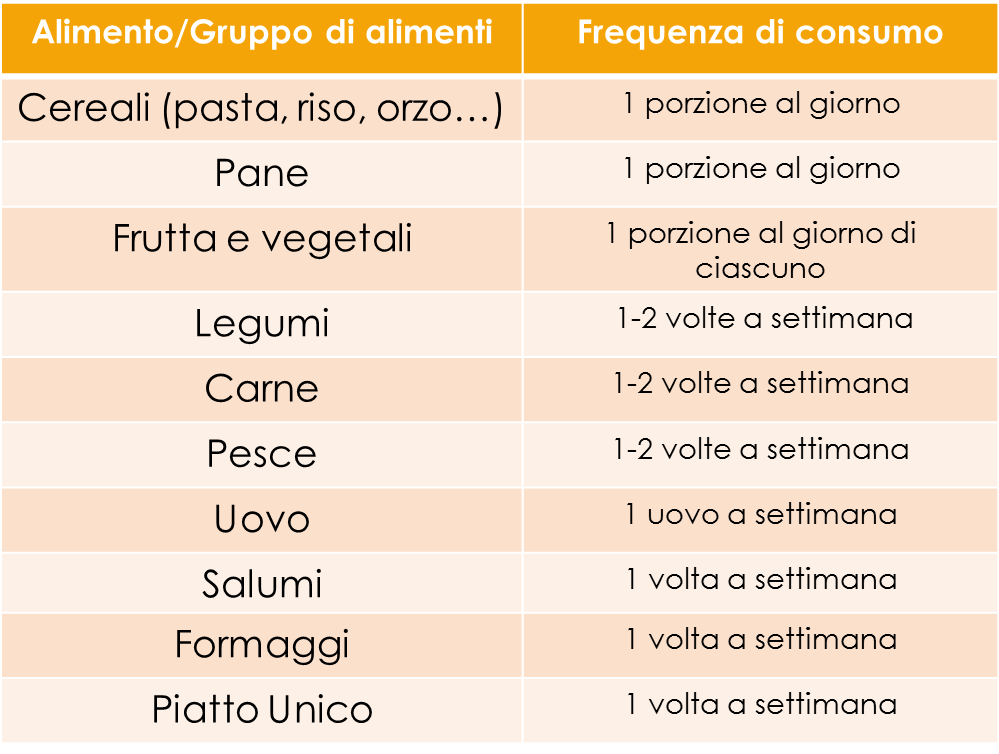 Alimento/Gruppo di alimenti
Frequenza di consumo
Cereali (pasta, riso, orzo…)
1 porzione al giorno
Pane
1 porzione al giorno
Frutta e vegetali
1 porzione al giorno di
ciascuno
Legumi
1-2 volte a settimana
Carne
1-2 volte a settimana
Pesce
1-2 volte a settimana
Uovo
1 uovo a settimana
Salumi
1 volta a settimana
Formaggi
1 volta a settimana
Piatto Unico
1 volta a settimana